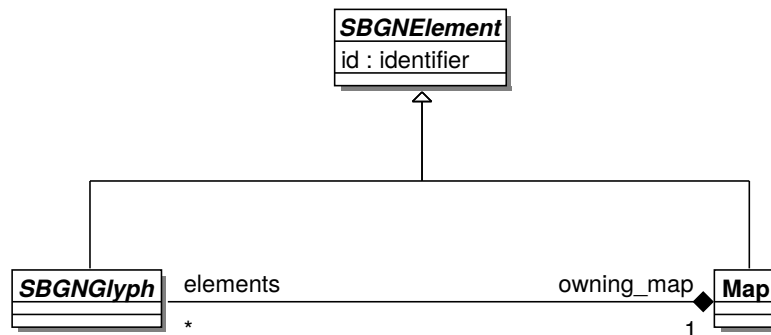 SBGNElement
id : identifier
SBGNGlyph
elements
owning_map
Map
*
1